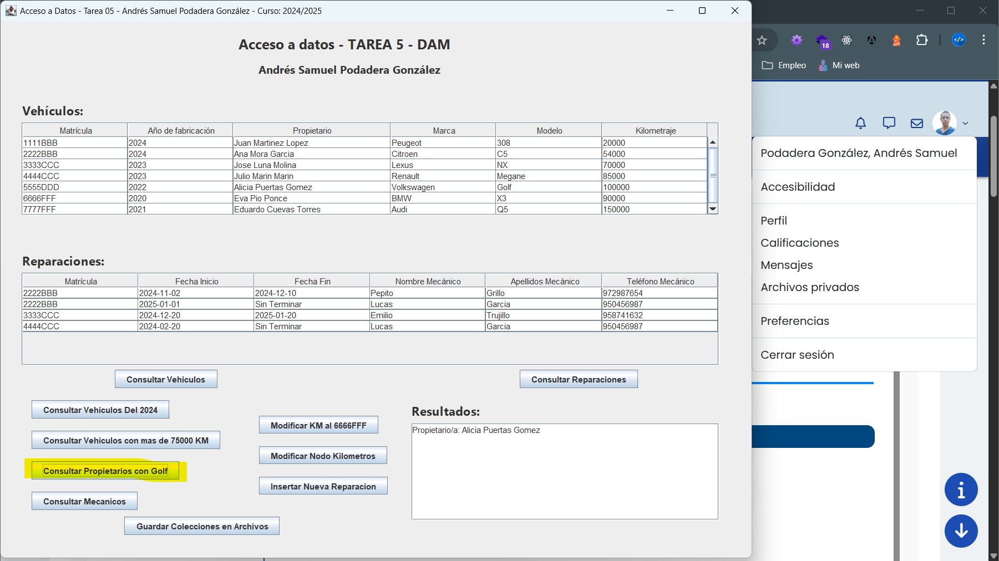 Acceso a Datos - Tarea 05 - Andrés Samuel Podadera González - Curso: 2024/2025
18
Empleo
Mi web
Acceso a datos - TAREA 5 - DAM
Andrés Samuel Podadera González
Vehículos:
Matrícula Año de fabricación Propietario Marca Modelo Kilometraje
1111BBB 2024 Juan Martinez Lopez Peugeot 308 20000
2222BBB 2024 Ana Mora Garcia Citroen C5 54000
3333CCC 2023 Jose Luna Molina Lexus NX 70000
4444CCC 2023 Julio Marin Marin Renault Megane 85000
5555DDD 2022 Alicia Puertas Gomez Volkswagen Golf 100000
6666FFF 2020 Eva Pio Ponce BMW X3 90000
7777FFF 2021 Eduardo Cuevas Torres Audi Q5 150000
Reparaciones:
Matrícula Fecha Inicio Fecha Fin Nombre Mecánico Apellidos Mecánico Teléfono Mecánico
2222BBB 2024-11-02 2024-12-10 Pepito Grillo 972987654
2222BBB 2025-01-01 Sin Terminar Lucas Garcia 950456987
3333CCC 2024-12-20 2025-01-20 Emilio Trujillo 958741632
4444CCC 2024-02-20 Sin Terminar Lucas Garcia 950456987
Consultar Vehiculos
Consultar Reparaciones
Consultar Vehiculos Del 2024
Consultar Vehiculos con mas de 75000 KM
Consultar Propietarios con Golf
Consultar Mecanicos
Guardar Colecciones en Archivos
Modificar KM al 6666FFF
Modificar Nodo Kilometros
Insertar Nueva Reparacion
Resultados:
Propietario/a: Alicia Puertas Gomez
Podadera González, Andrés Samuel
Accesibilidad
Perfil
Calificaciones
Mensajes
Archivos privados
Preferencias
Cerrar sesión